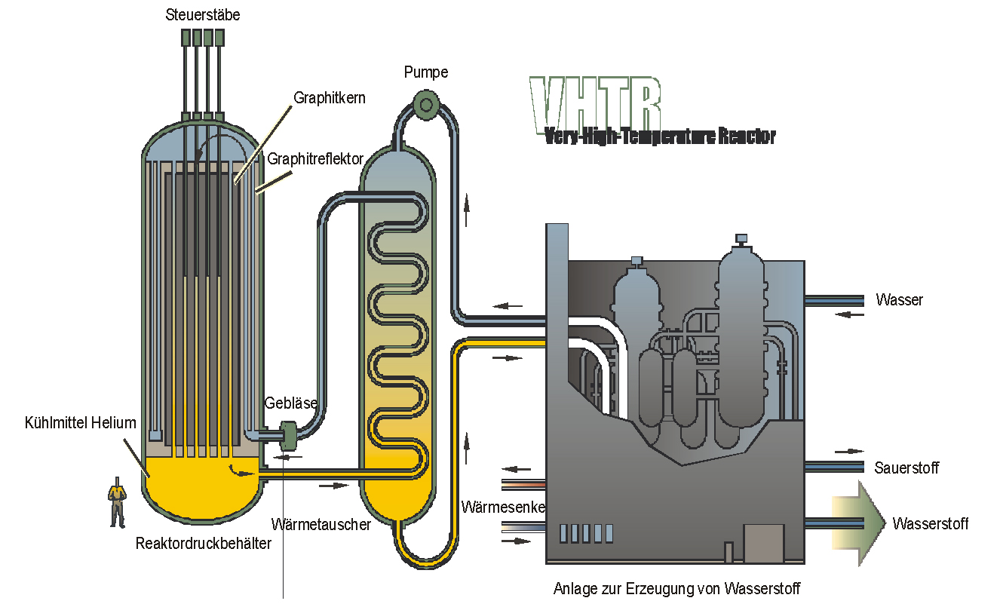 Steuerstäbe
Pumpe
Graphitkern
VHTR
Very-High-Temperature Reactor
Graphitreflektor
Wasser
Gebläse
Kühlmittel Helium
Sauerstoff
Wärmesenke
Wärmetauscher
Wasserstoff
Reaktordruckbehälter
Anlage zur Erzeugung von Wasserstoff